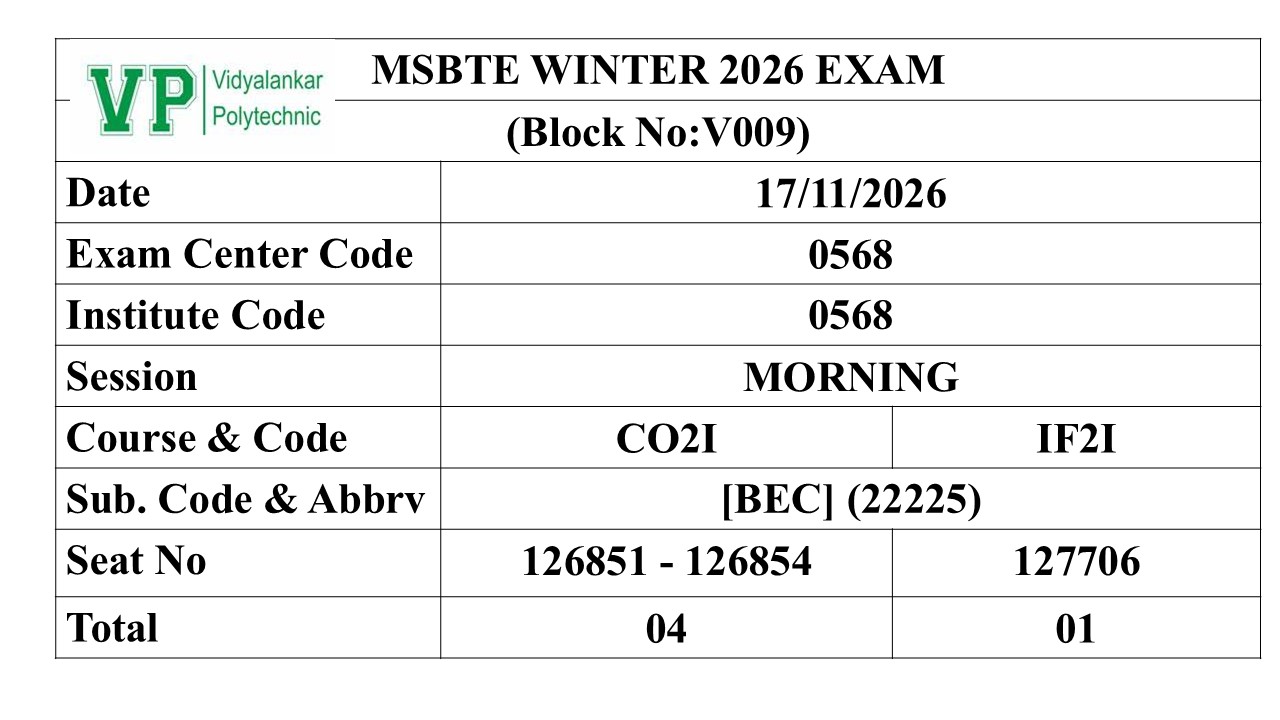 VP Vidyalankar
Polytechnic
MSBTE WINTER 2026 EXAM
(Block No:V009)
Date 17/11/2026
Exam Center Code 0568
Institute Code 0568
Session MORNING
Course & Code CO2I IF2I
Sub. Code & Abbrv [BEC] (22225)
Seat No 126851 - 126854 127706
Total 04 01